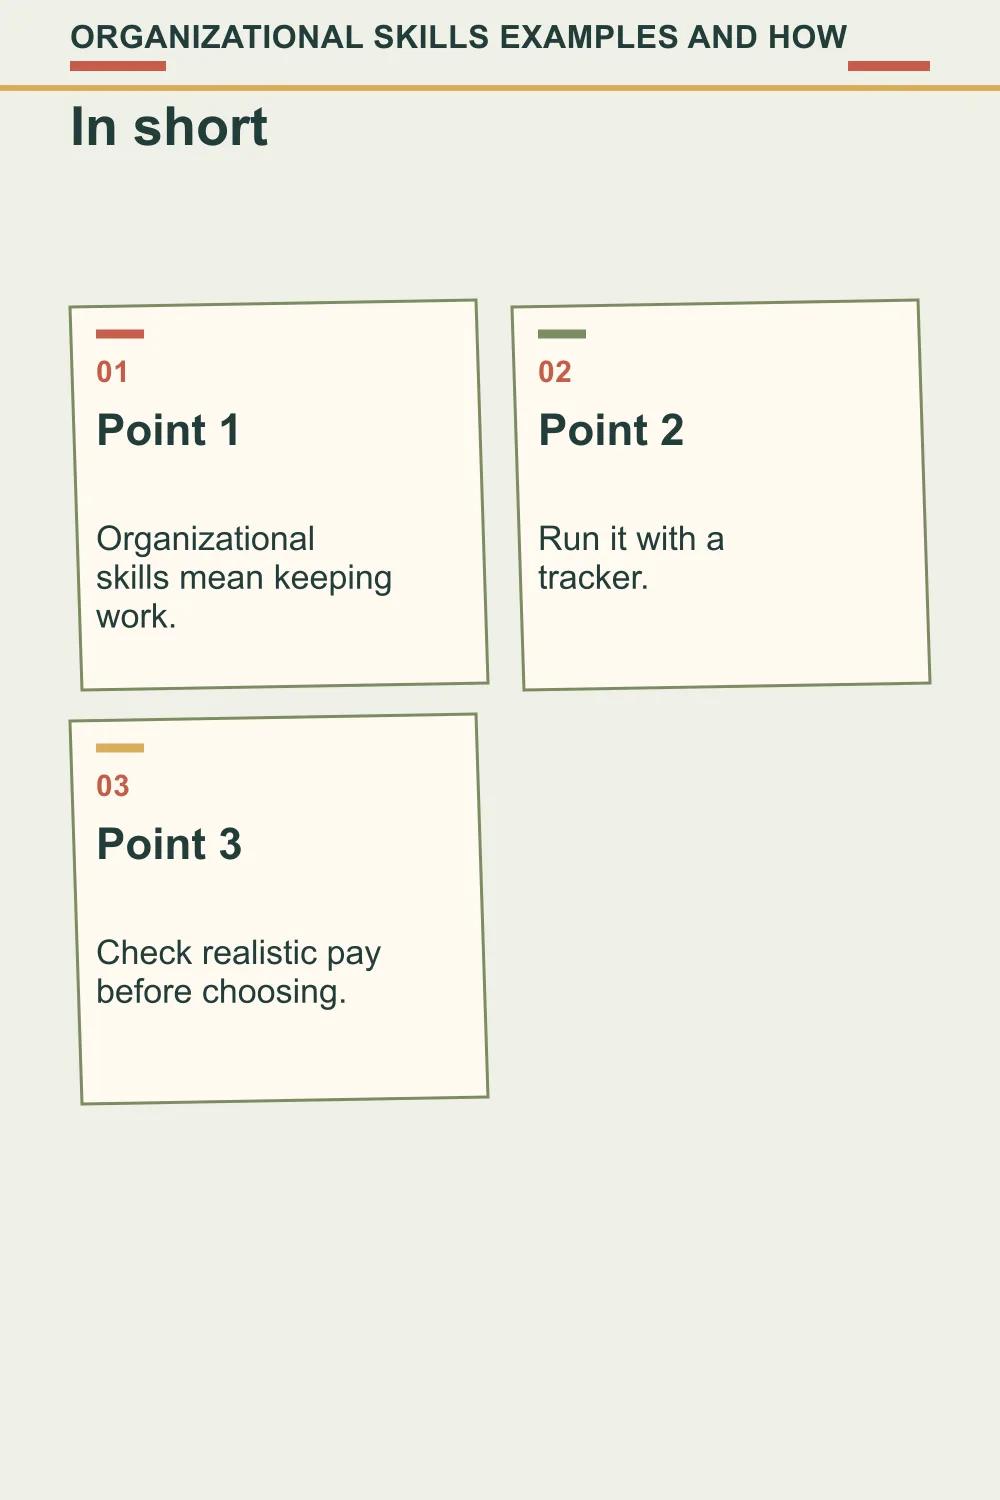 ORGANIZATIONAL SKILLS EXAMPLES AND HOW
In short
01
Point 1
Organizational
skills mean keeping
work.
02
Point 2
Run it with a
tracker.
03
Point 3
Check realistic pay
before choosing.